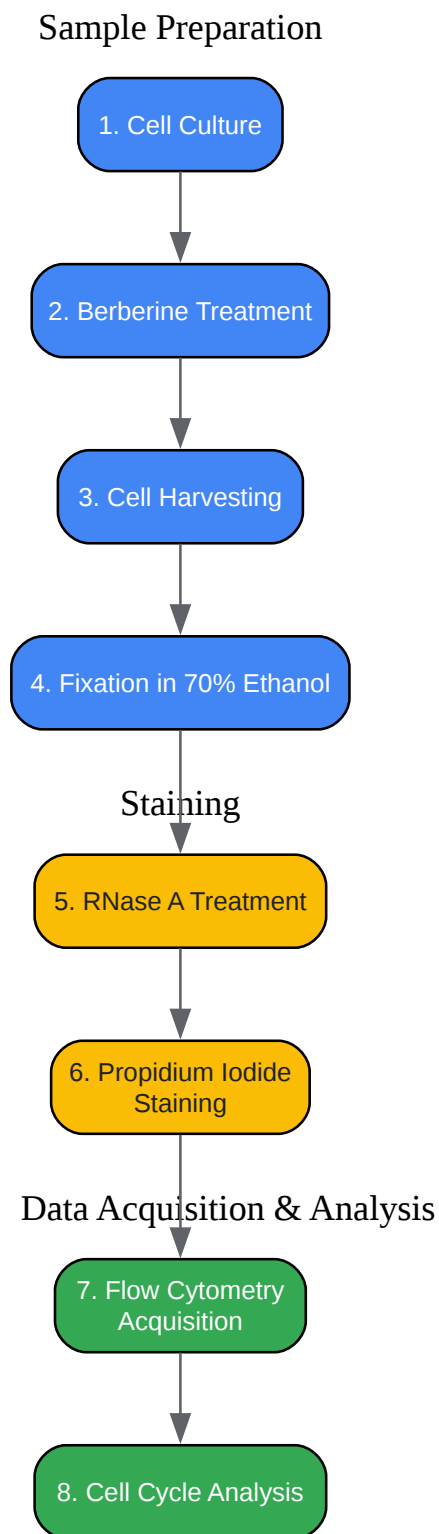 Sample Preparation
1. Cell Culture
2. Berberine Treatment
3. Cell Harvesting
4. Fixation in 70% Ethanol
Staining
5. RNase A Treatment
6. Propidium Iodide
Staining
Data Acquisition & Analysis
7. Flow Cytometry
Acquisition
8. Cell Cycle Analysis